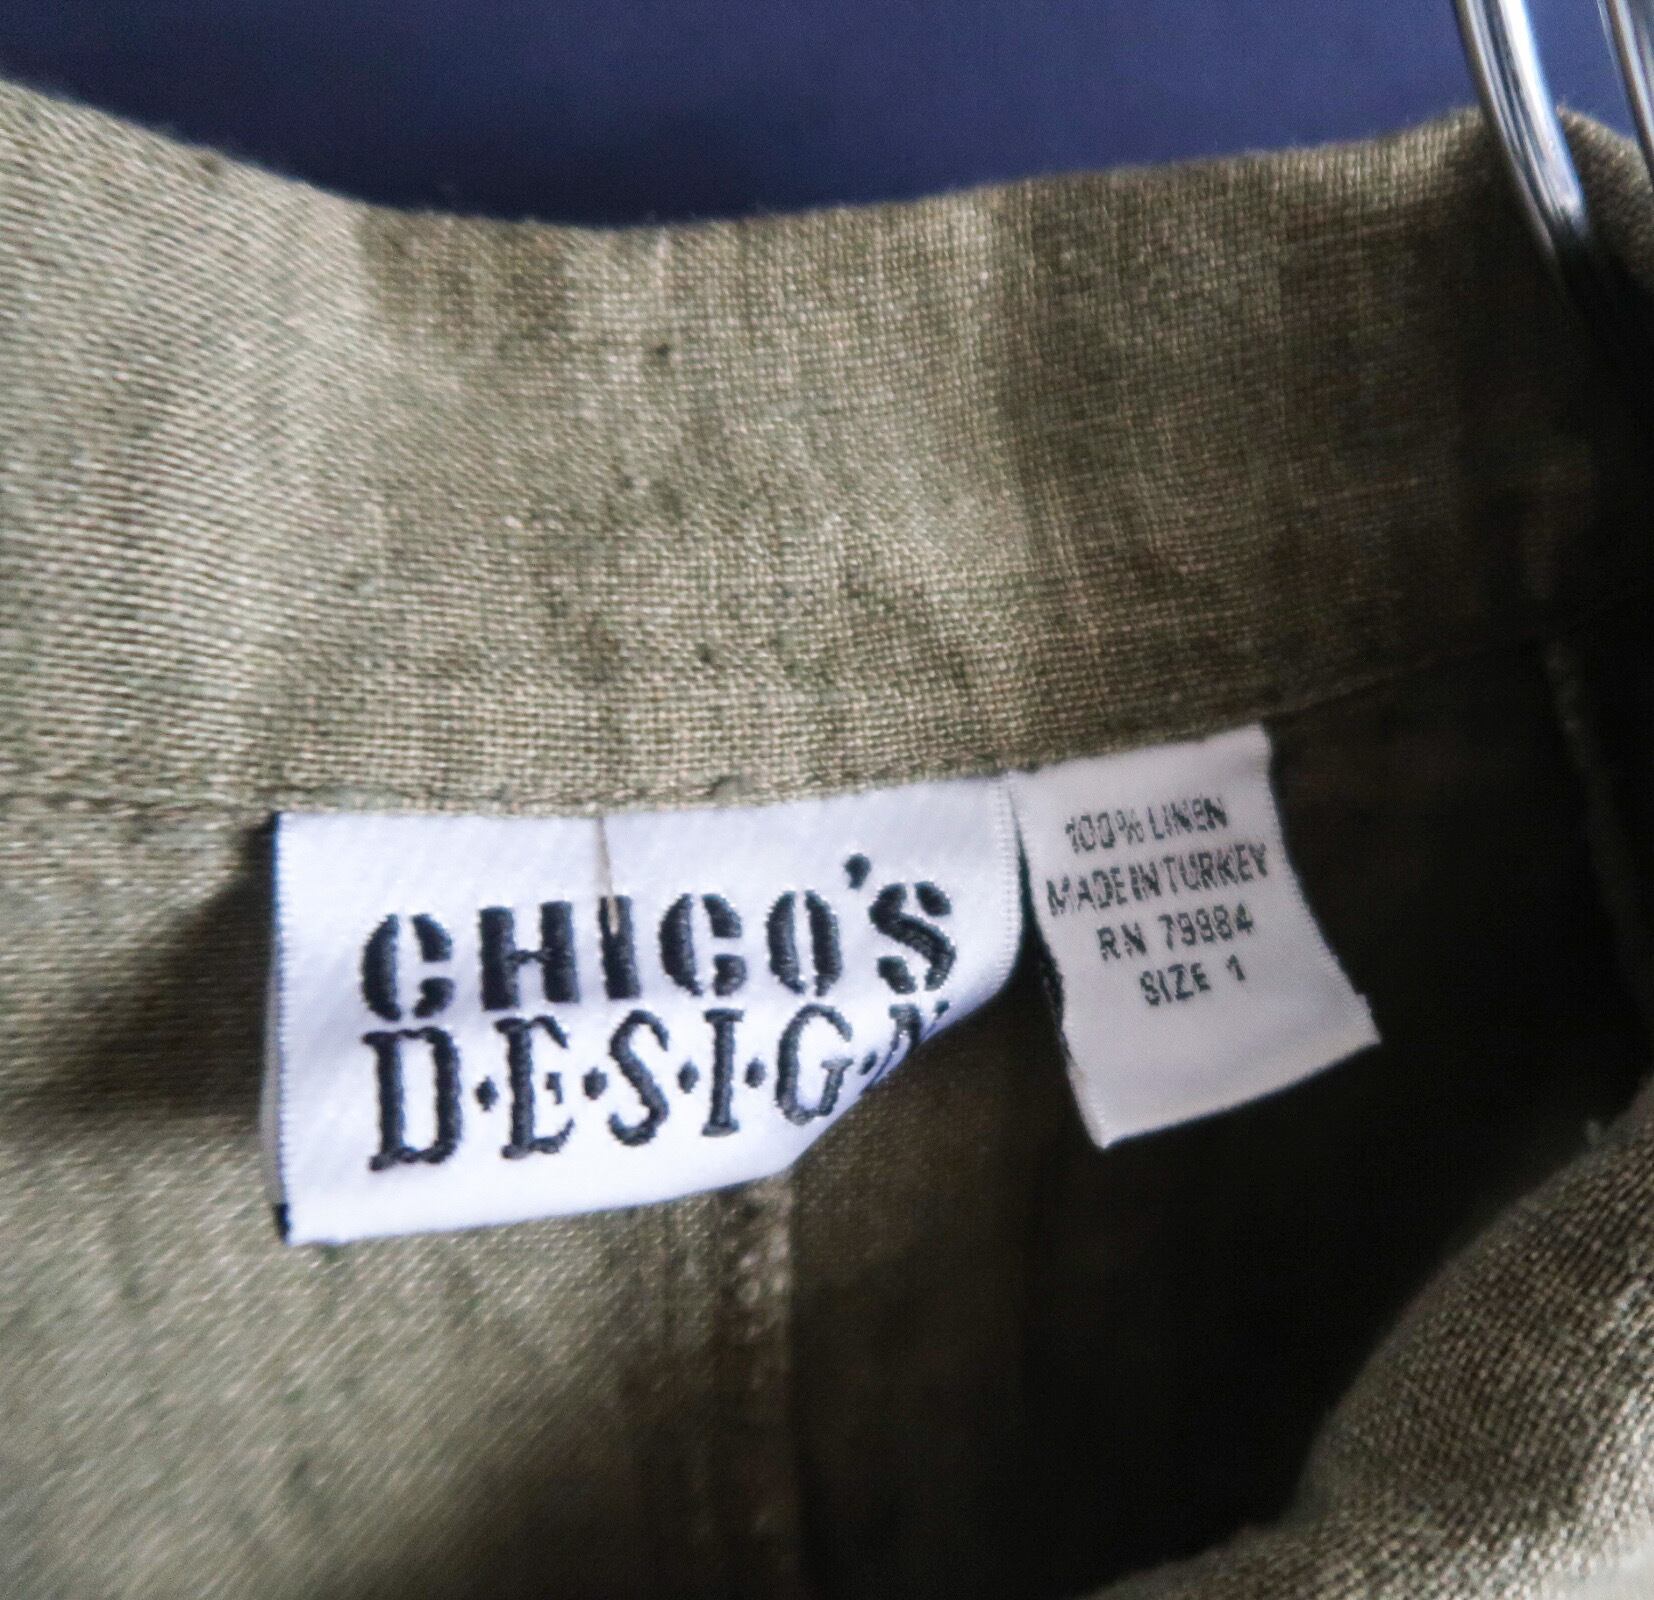 CHICO'S
D·E·S·I·G·N
100% LINEN
MADE IN TURKEY
RN 79984
SIZE 1